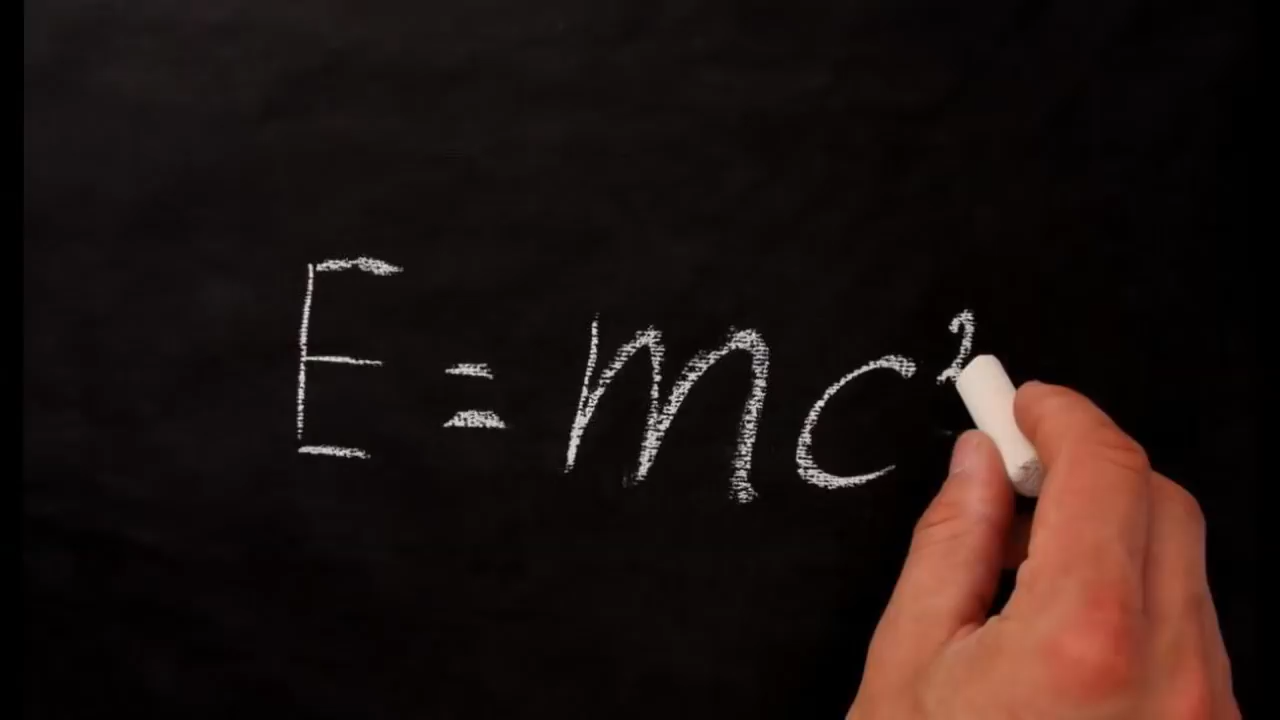 E = mc²